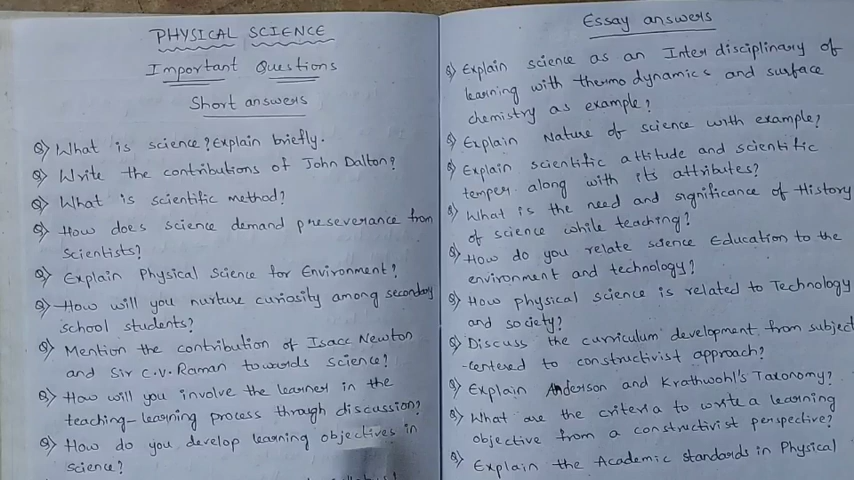 PHYSICAL SCIENCE
Important Questions
Short answers
Q) What is science? Explain briefly.
Q) Write the contributions of John Dalton?
Q) What is scientific method?
Q) How does science demand preseverance from
scientists?
Q) Explain Physical Science for Environment?
Q) How will you nurture curiosity among secondary
school students?
Q) Mention the contribution of Isacc Newton
and Sir C.V. Raman towards Science?
Q) How will you involve the learner in the
teaching-learning process through discussion?
Q) How do you develop learning objectives in
science?
Essay answers
Q) Explain science as an Inter disciplinary of
learning with thermo dynamics and surface
chemistry as example?
Q) Explain Nature of science with example?
Q) Explain scientific attitude and scientific
temper along with its attributes?
Q) What is the need and significance of History
of science while teaching?
Q) How do you relate science Education to the
environment and technology?
Q) How physical science is related to Technology
and society?
Q) Discuss the curriculum development from subject
-centered to constructivist approach?
Q) Explain Anderson and Krathwohl's Taxonomy?
Q) What are the criteria to write a learning
objective from a constructivist perspective?
Q) Explain the Academic standards in Physical